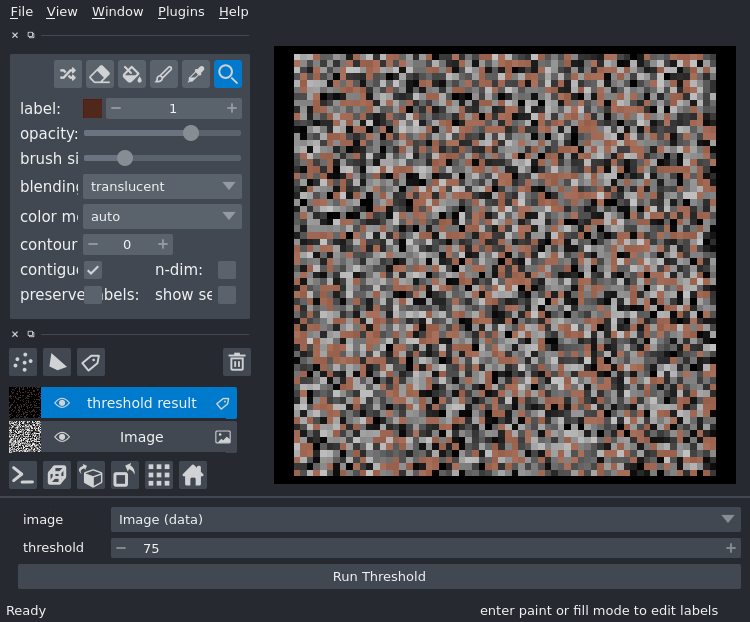 File View Window Plugins Help
label: 1
opacity:
brush si
blending translucent
color m auto
contour 0
contigu n-dim:
preserve abels: show se
threshold result
Image
image Image (data)
threshold 75
Run Threshold
Ready enter paint or fill mode to edit labels